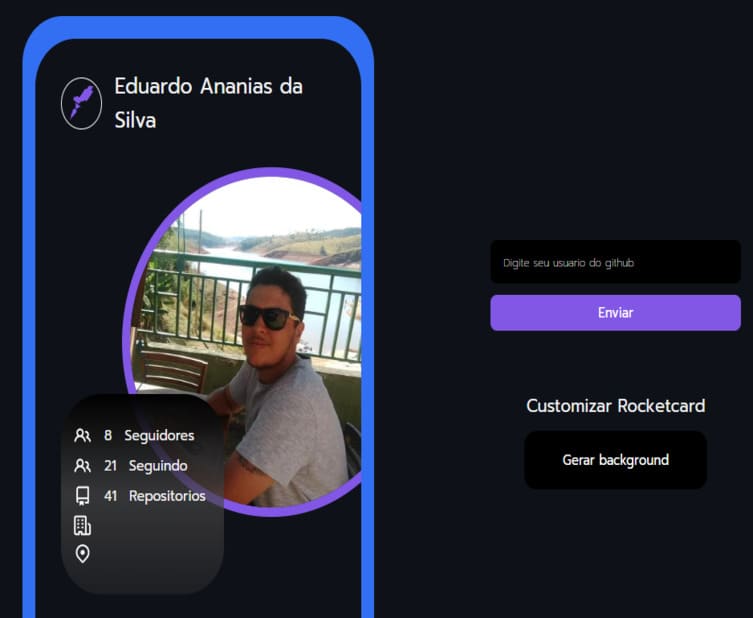 Eduardo Ananias da
Silva
8 Seguidores
21 Seguindo
41 Repositorios
Digite seu usuario do github
Enviar
Customizar Rocketcard
Gerar background